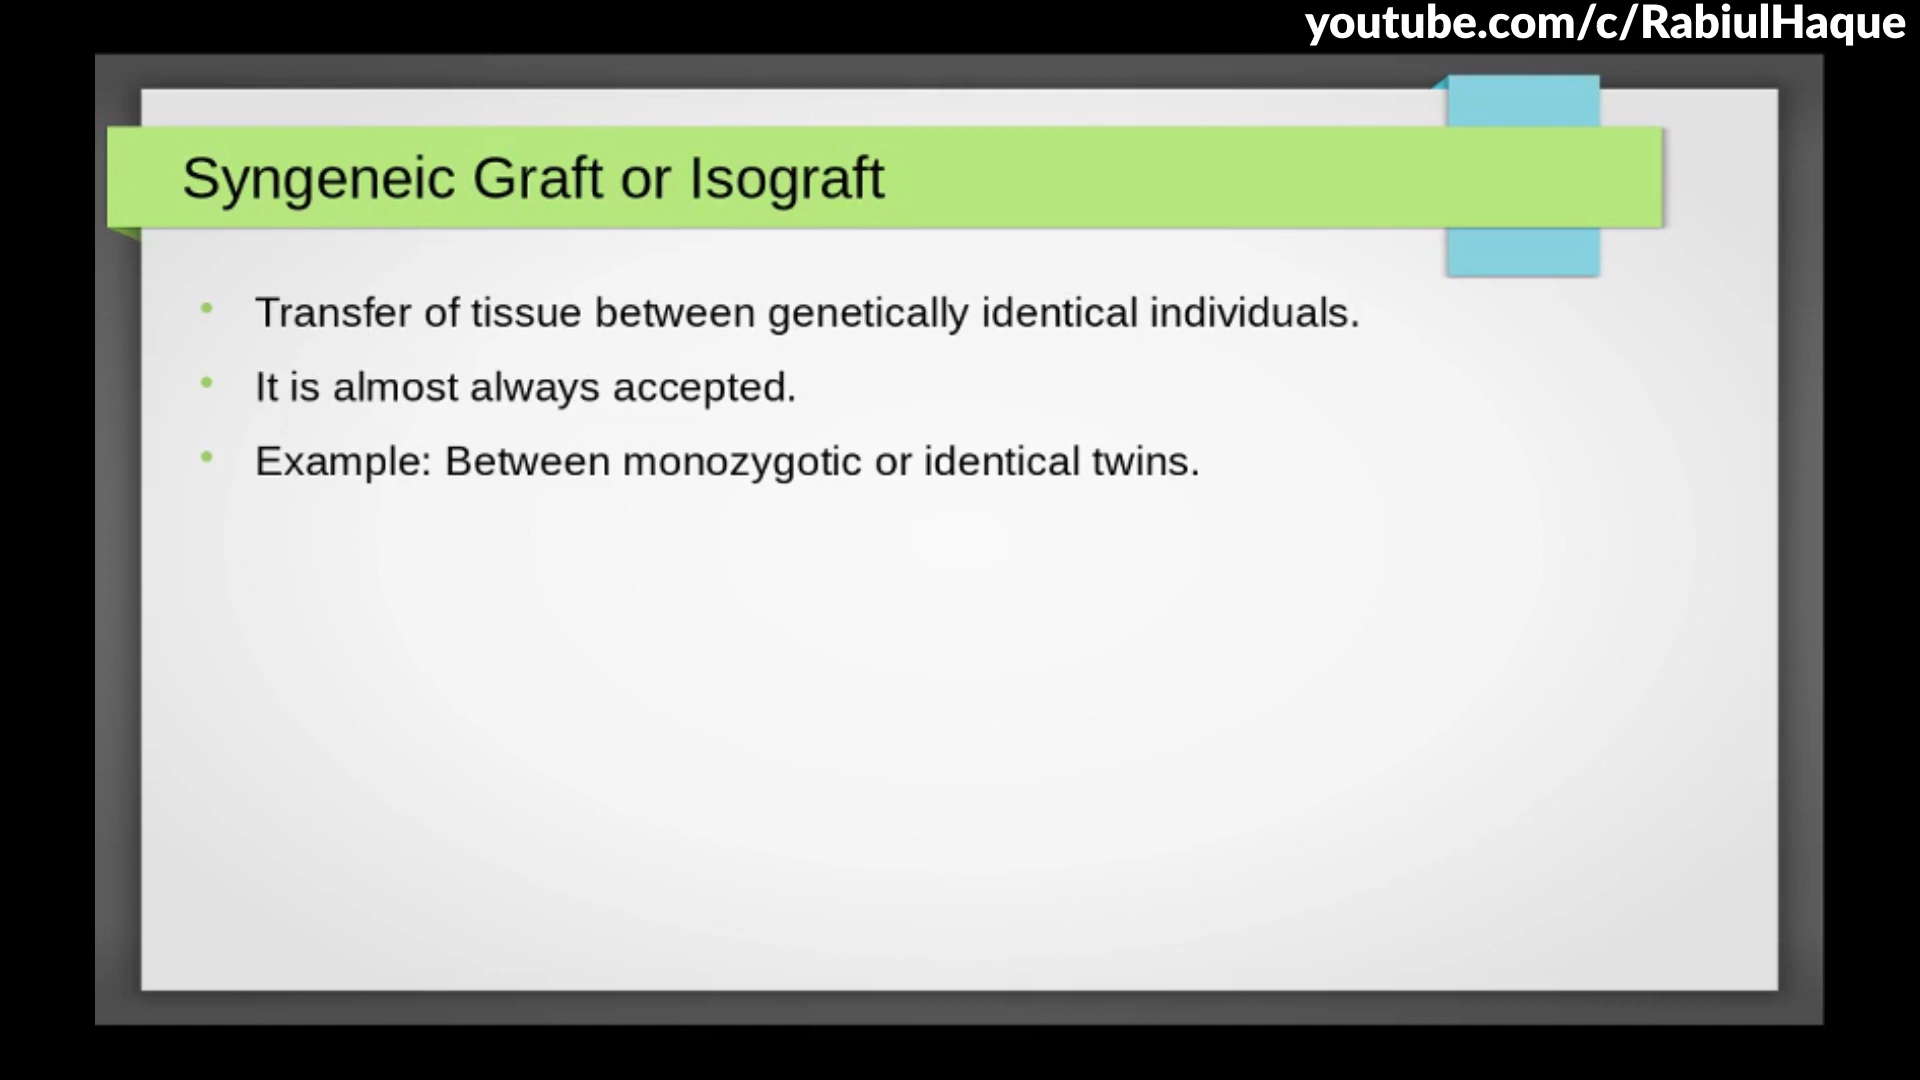 youtube.com/c/RabiulHaque
Syngeneic Graft or Isograft
• Transfer of tissue between genetically identical individuals.
• It is almost always accepted.
• Example: Between monozygotic or identical twins.